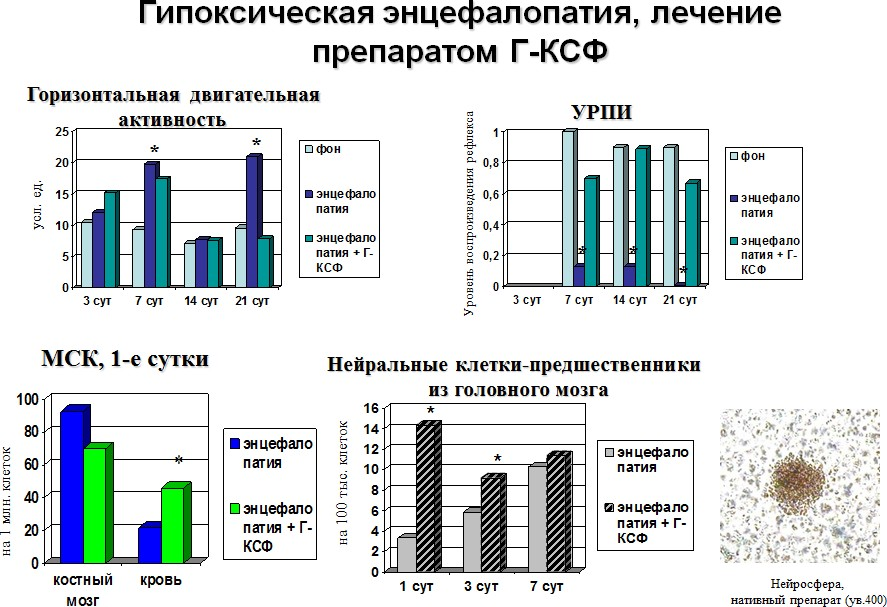 Гипоксическая энцефалопатия, лечение
препаратом Г-КСФ
Горизонтальная двигательная
активность
усл. ед.
25
20
15
10
5
0
*
*
3 сут
7 сут
14 сут
21 сут
фон
энцефало
патия
энцефало
патия + Г-
КСФ
УРПИ
Уровень воспроизведения рефлекса
1
0,8
0,6
0,4
0,2
0
*
*
*
3 сут
7 сут
14 сут
21 сут
фон
энцефало
патия
энцефало
патия + Г-
КСФ
МСК, 1-е сутки
на 1 млн. клеток
100
80
60
40
20
0
*
костный
мозг
кровь
энцефало
патия
энцефало
патия + Г-
КСФ
Нейральные клетки-предшественники
из головного мозга
на 100 тыс. клеток
16
14
12
10
8
6
4
2
0
*
*
1 сут
3 сут
7 сут
энцефало
патия
энцефало
патия + Г-
КСФ
Нейросфера,
нативный препарат (ув.400)